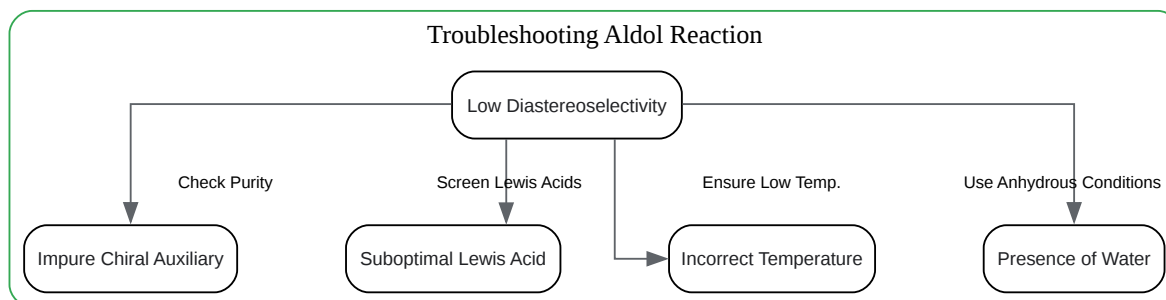 Troubleshooting Aldol Reaction
Low Diastereoselectivity
Check Purity
Screen Lewis Acids
Ensure Low Temp.
Use Anhydrous Conditions
Impure Chiral Auxiliary
Suboptimal Lewis Acid
Incorrect Temperature
Presence of Water